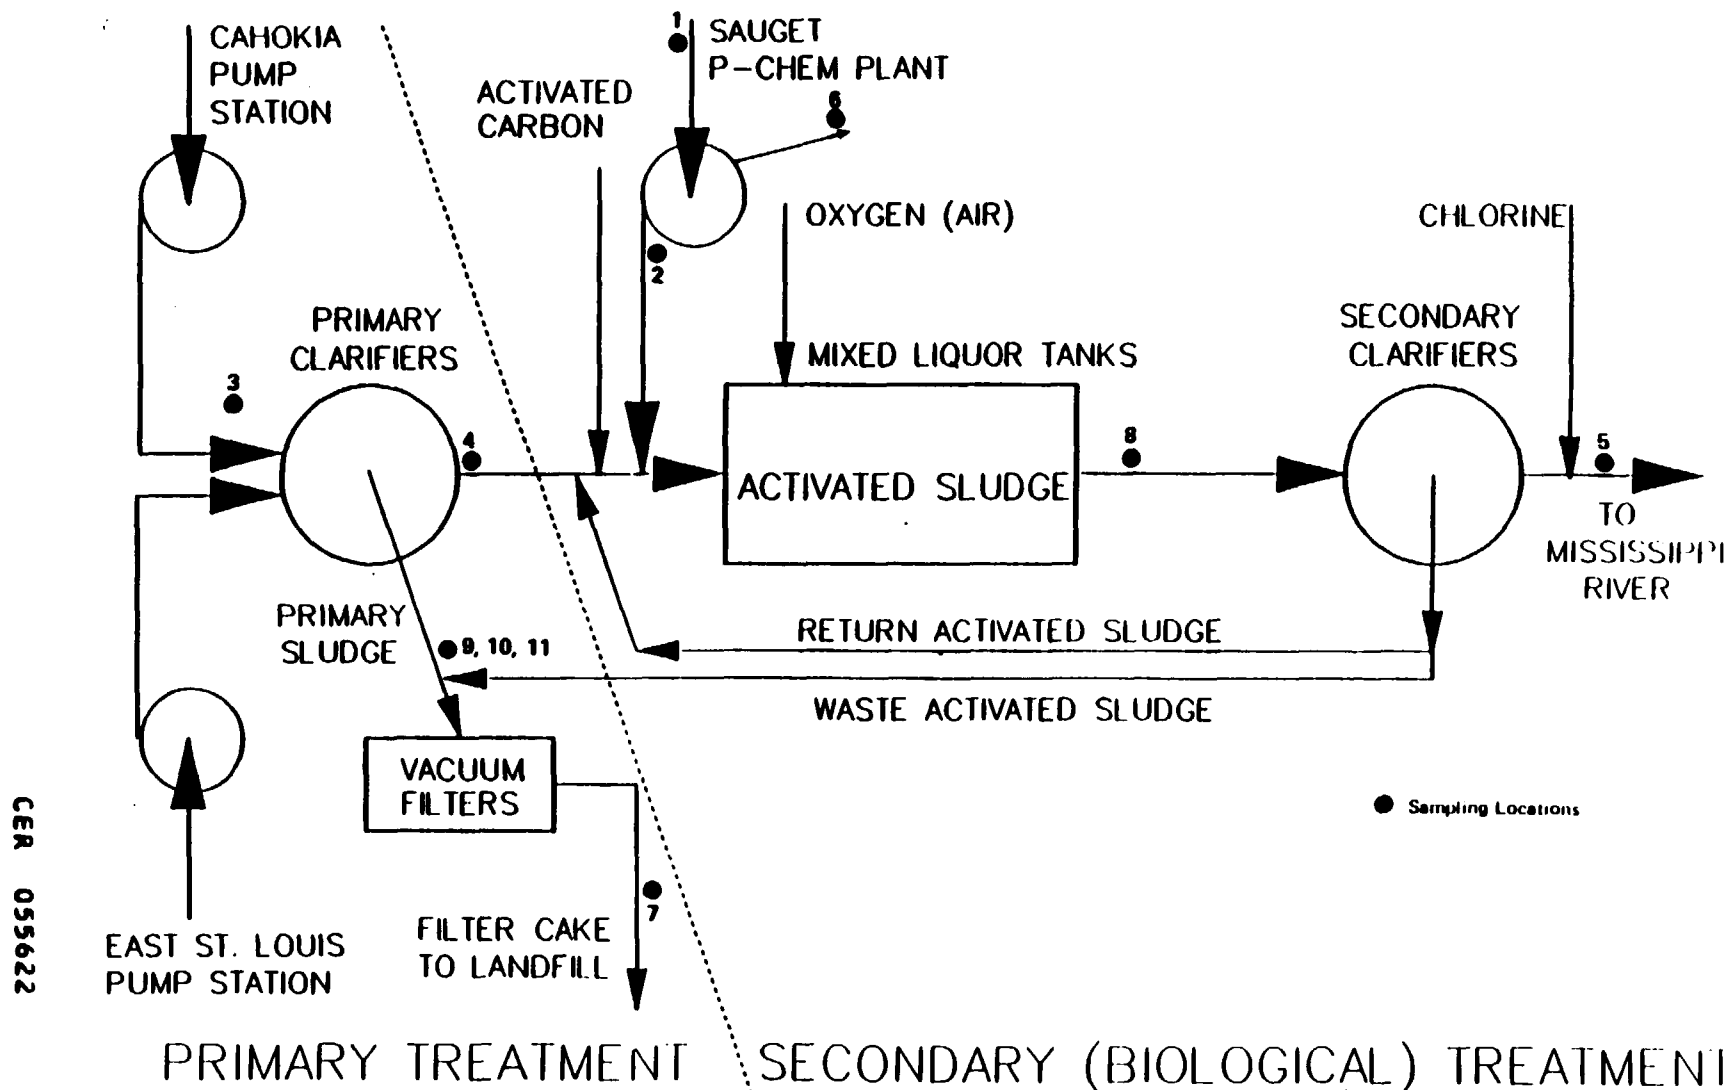 CAHOKIA
PUMP
STATION
1
SAUGET
P-CHEM PLANT
6
ACTIVATED
CARBON
2
OXYGEN (AIR)
CHLORINE
PRIMARY
CLARIFIERS
3
4
MIXED LIQUOR TANKS
ACTIVATED SLUDGE
8
SECONDARY
CLARIFIERS
5
TO
MISSISSIPPI
RIVER
PRIMARY
SLUDGE
9, 10, 11
RETURN ACTIVATED SLUDGE
WASTE ACTIVATED SLUDGE
VACUUM
FILTERS
Sampling Locations
7
FILTER CAKE
TO LANDFILL
EAST ST. LOUIS
PUMP STATION
CER 055622
PRIMARY TREATMENT
SECONDARY (BIOLOGICAL) TREATMENT